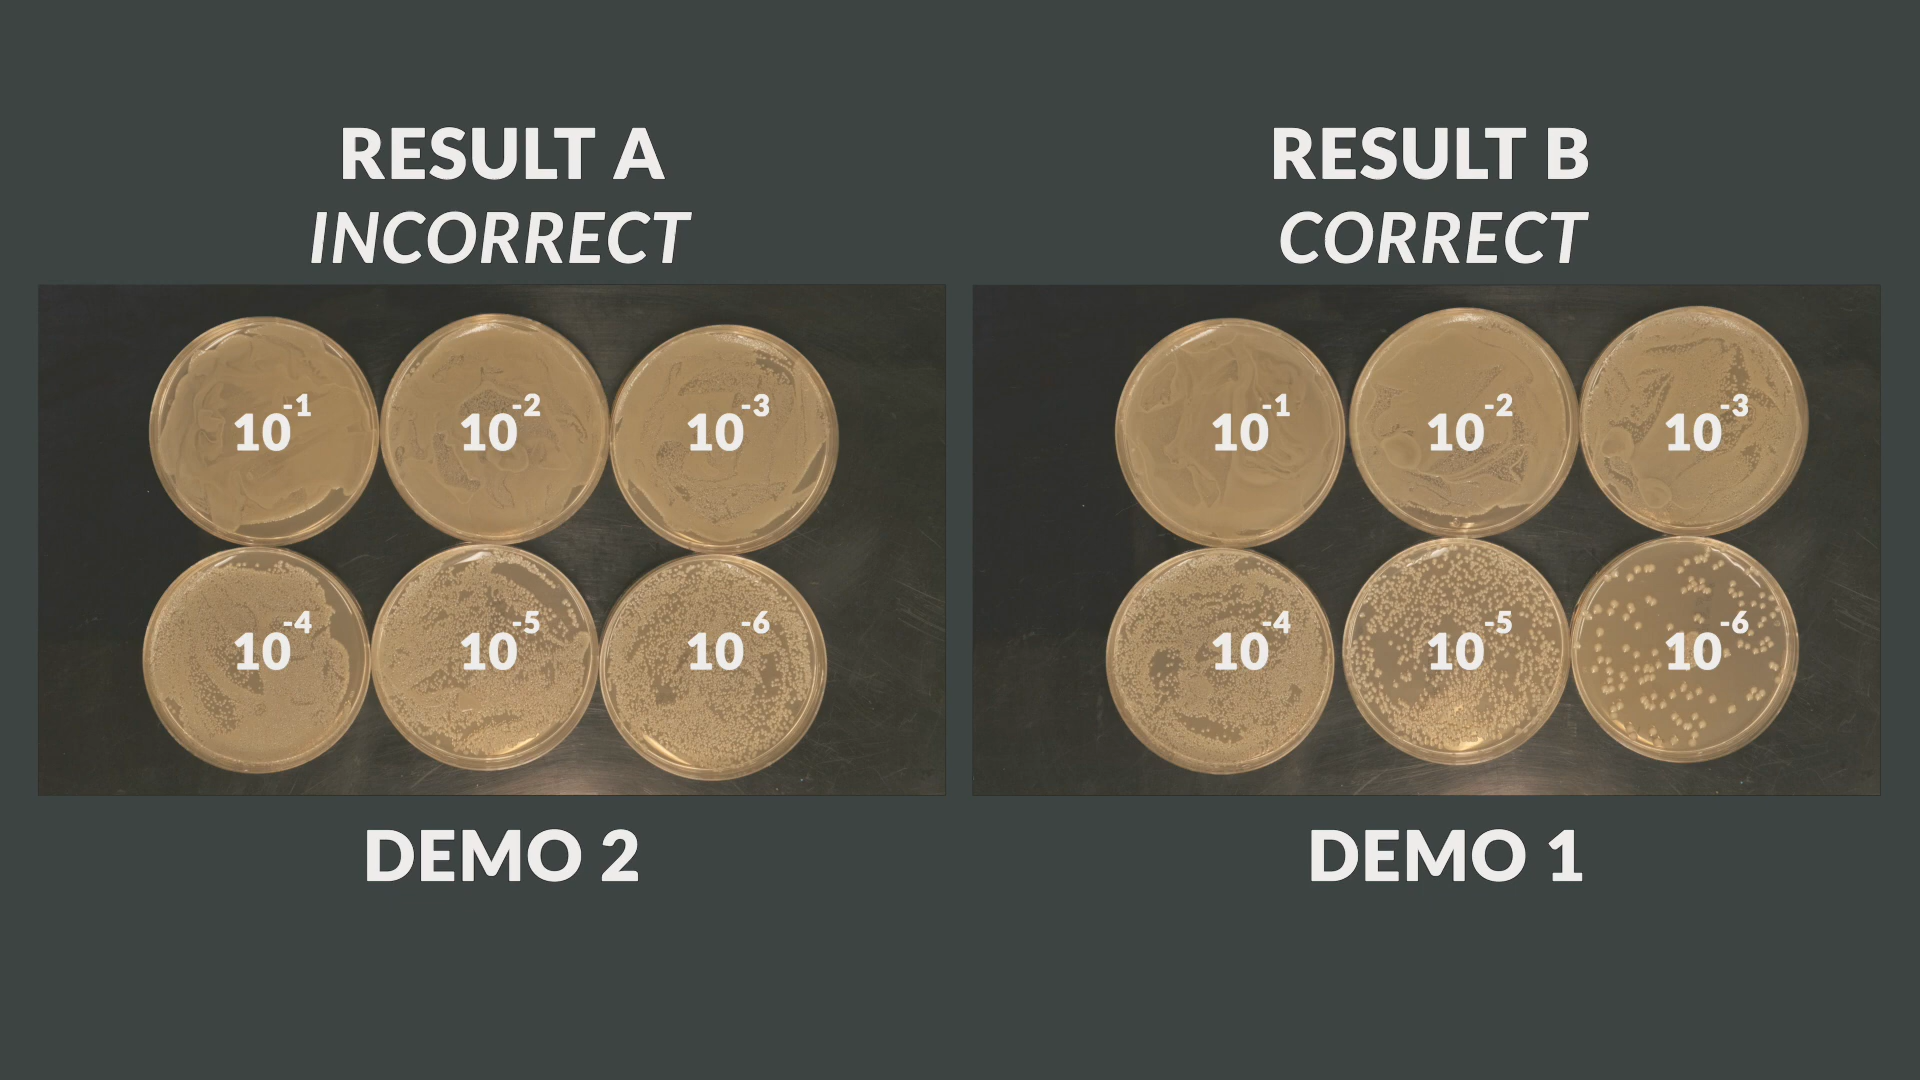 RESULT A
INCORRECT
10⁻¹
10⁻²
10⁻³
10⁻⁴
10⁻⁵
10⁻⁶
DEMO 2
RESULT B
CORRECT
10⁻¹
10⁻²
10⁻³
10⁻⁴
10⁻⁵
10⁻⁶
DEMO 1